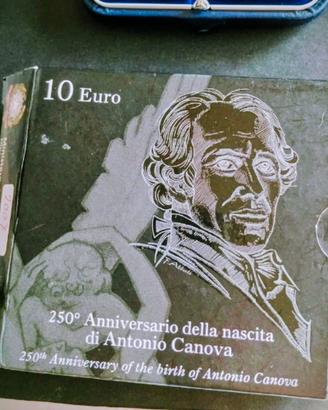 10 Euro
250° Anniversario della nascita
di Antonio Canova
250th Anniversary of the birth of Antonio Canova